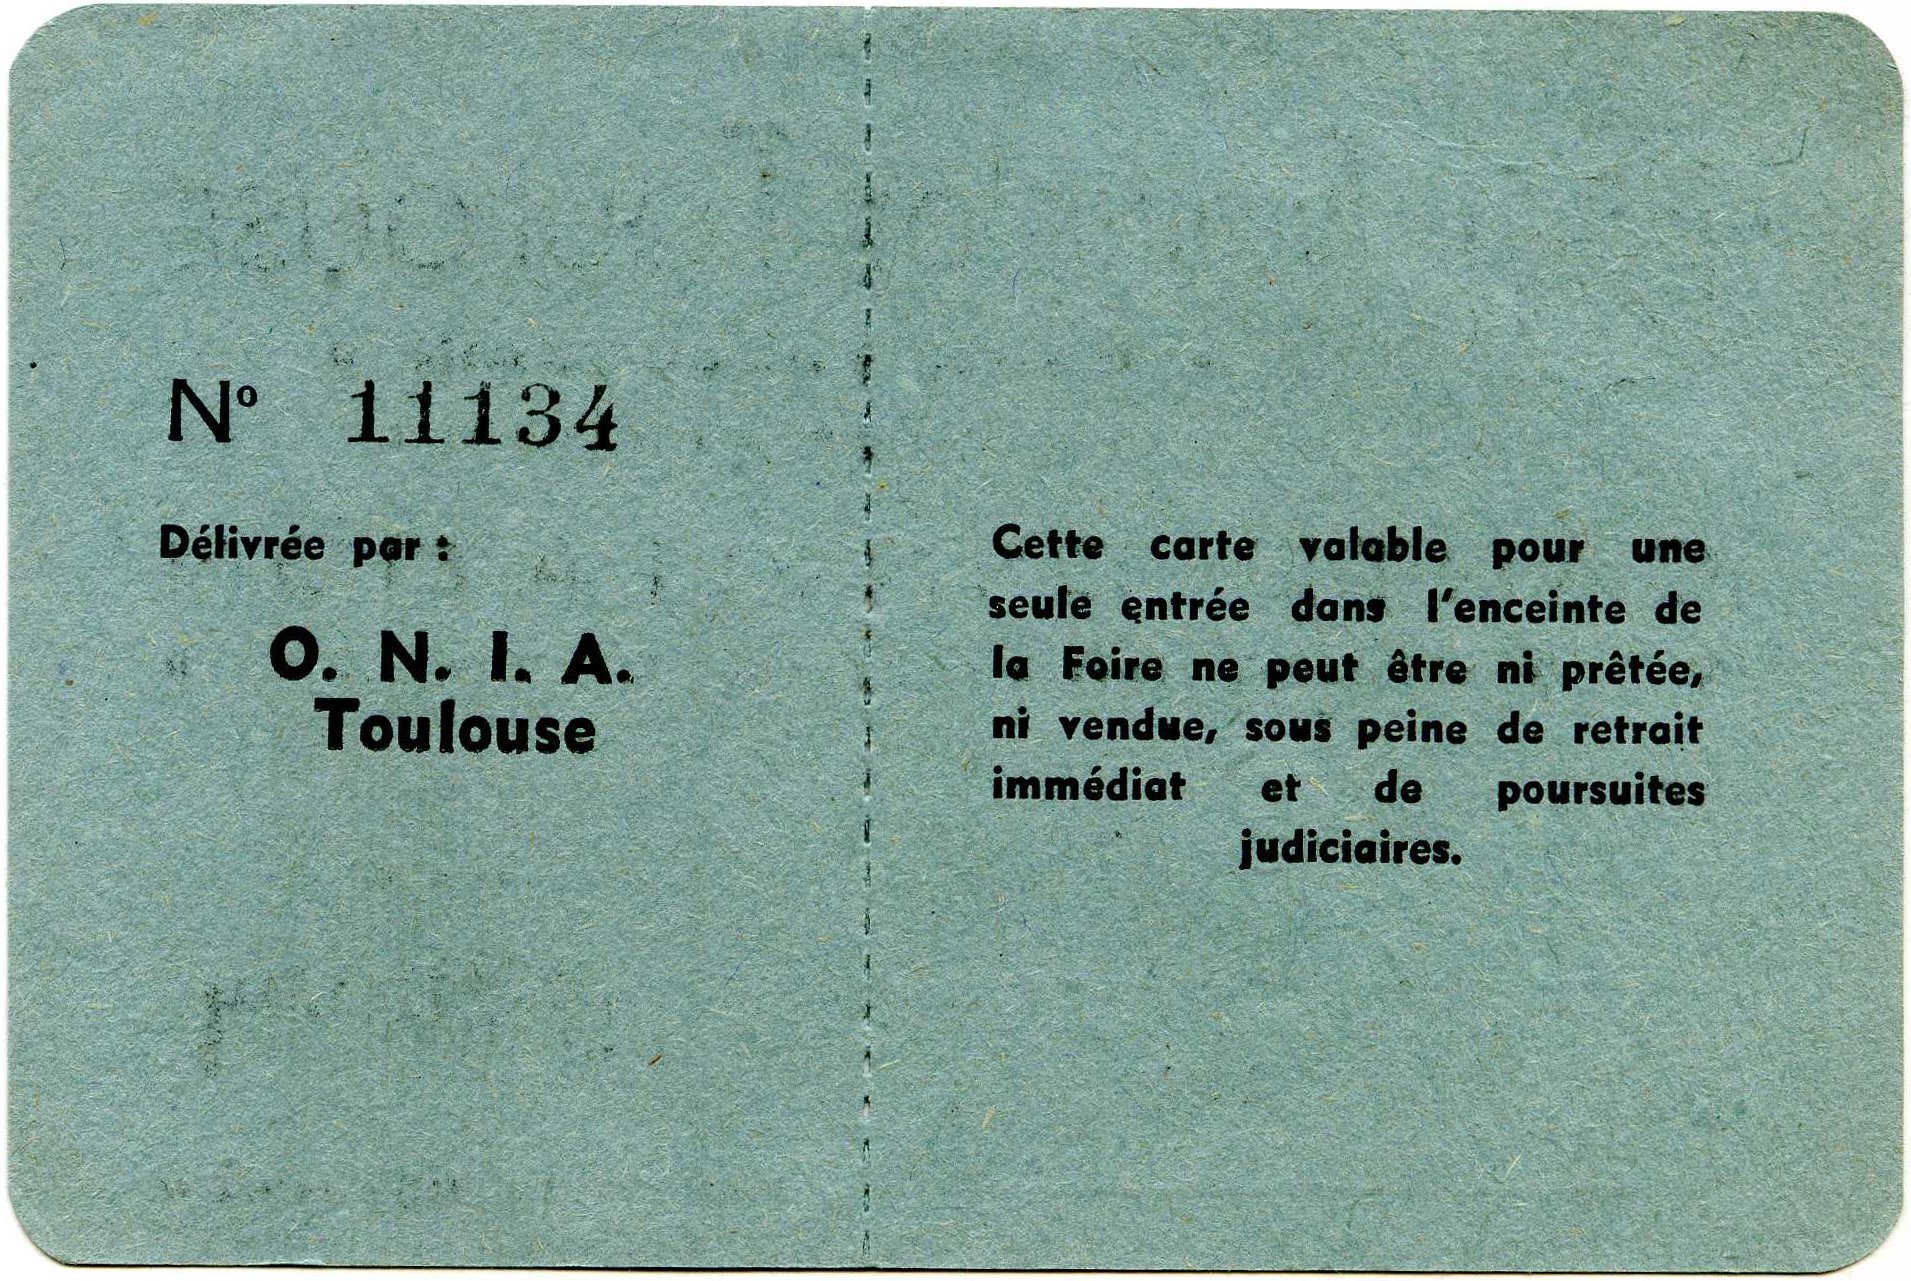 Nº 11134
Délivrée par :
O. N. I. A.
Toulouse
Cette carte valable pour une
seule entrée dans l'enceinte de
la Foire ne peut être ni prêtée,
ni vendue, sous peine de retrait
immédiat et de poursuites
judiciaires.